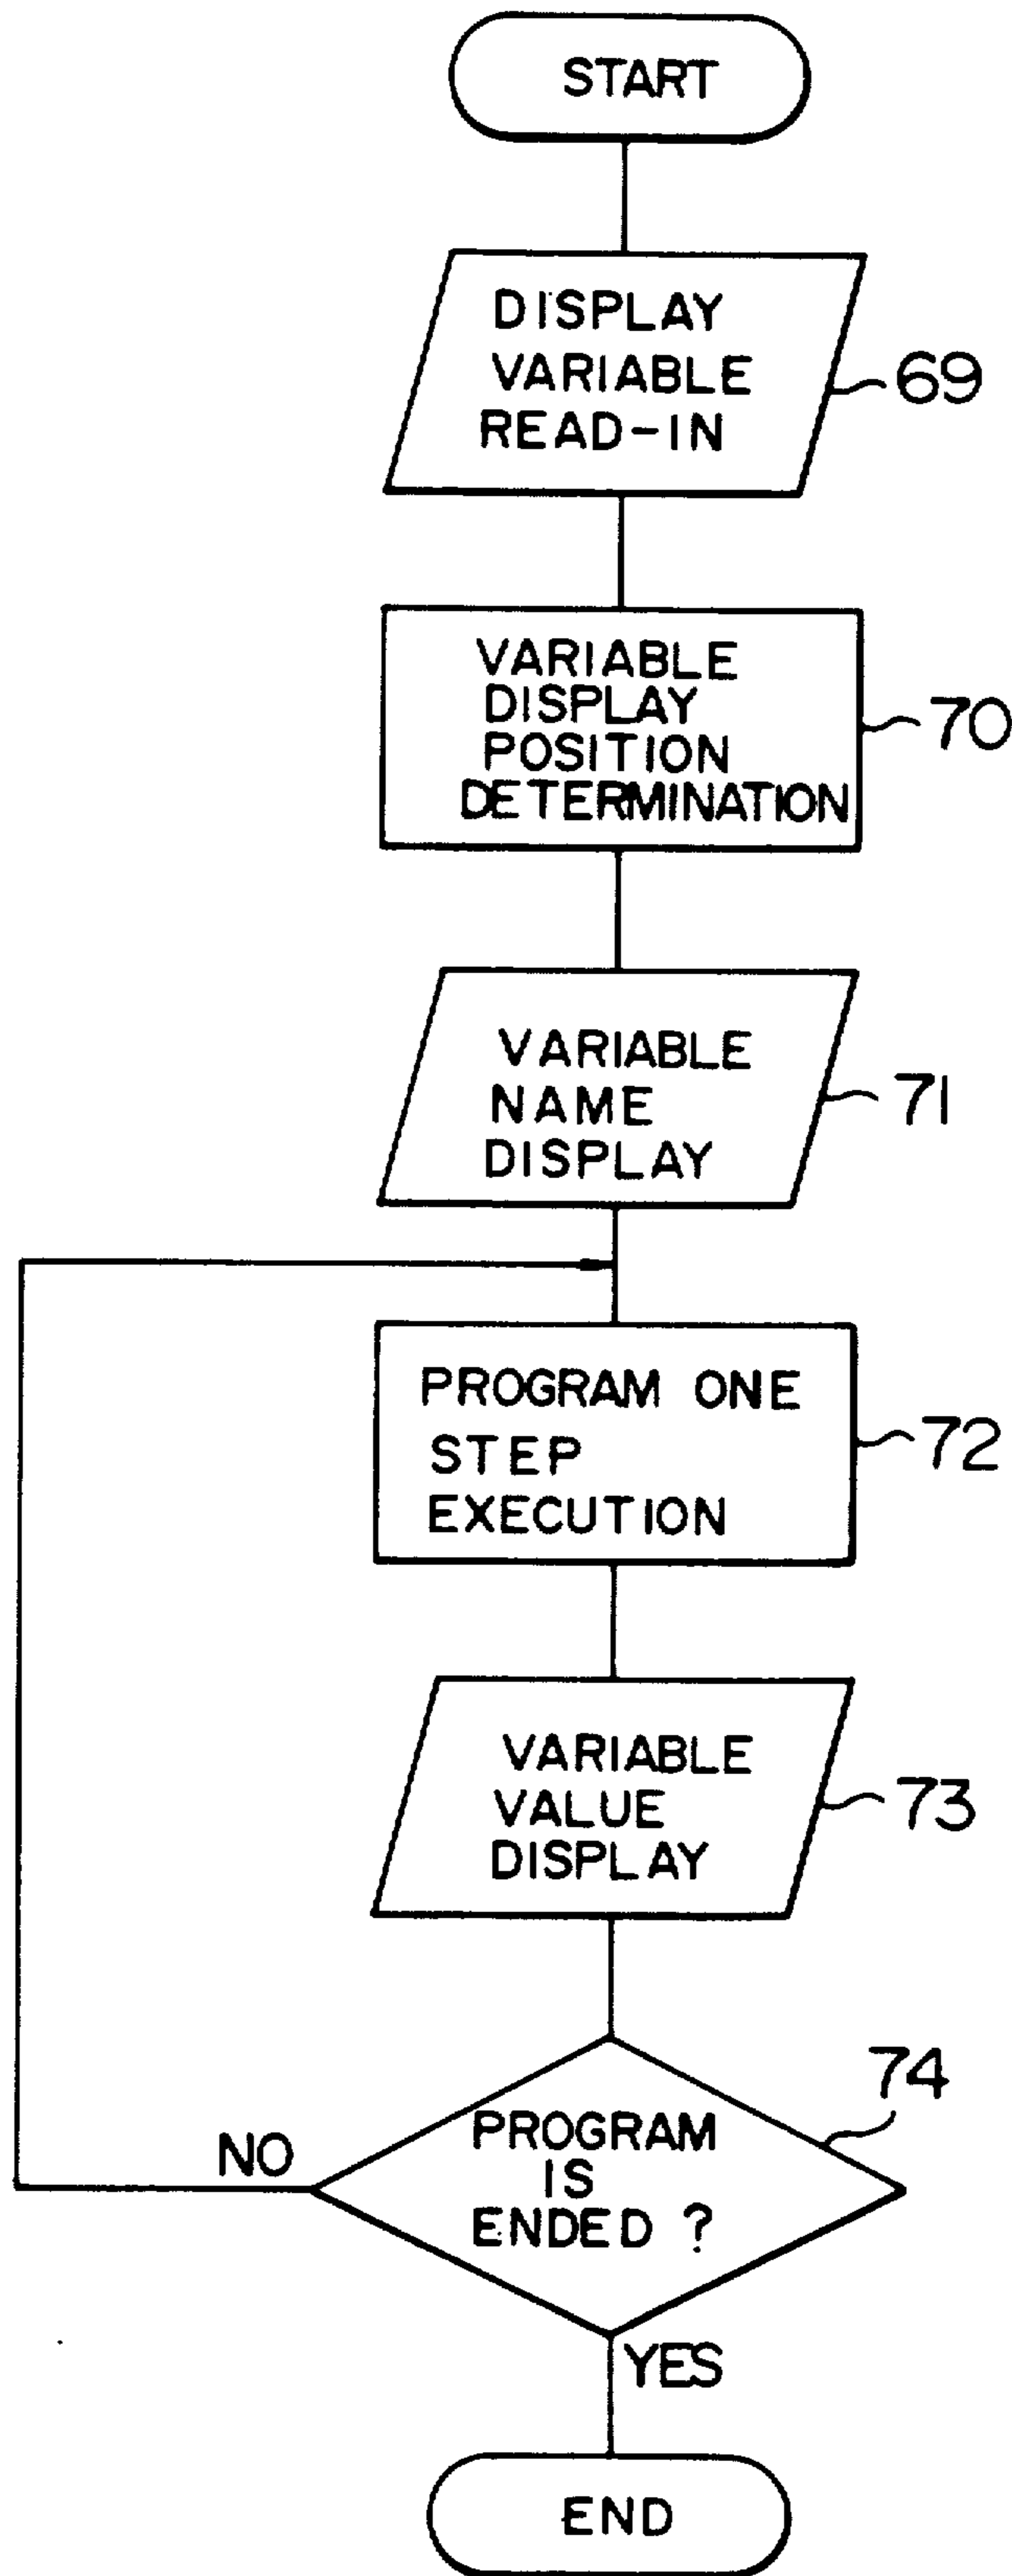 START
DISPLAY
VARIABLE
READ-IN
69
VARIABLE
DISPLAY
POSITION
DETERMINATION
70
VARIABLE
NAME
DISPLAY
71
PROGRAM ONE
STEP
EXECUTION
72
VARIABLE
VALUE
DISPLAY
73
74
PROGRAM
IS
ENDED ?
NO
YES
END